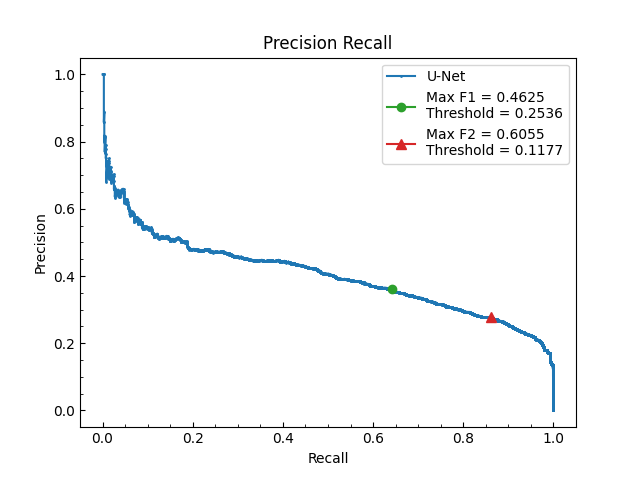 Precision Recall
U-Net
Max F1 = 0.4625
Threshold = 0.2536
Max F2 = 0.6055
Threshold = 0.1177
Precision
1.0
0.8
0.6
0.4
0.2
0.0
0.0 0.2 0.4 0.6 0.8 1.0
Recall